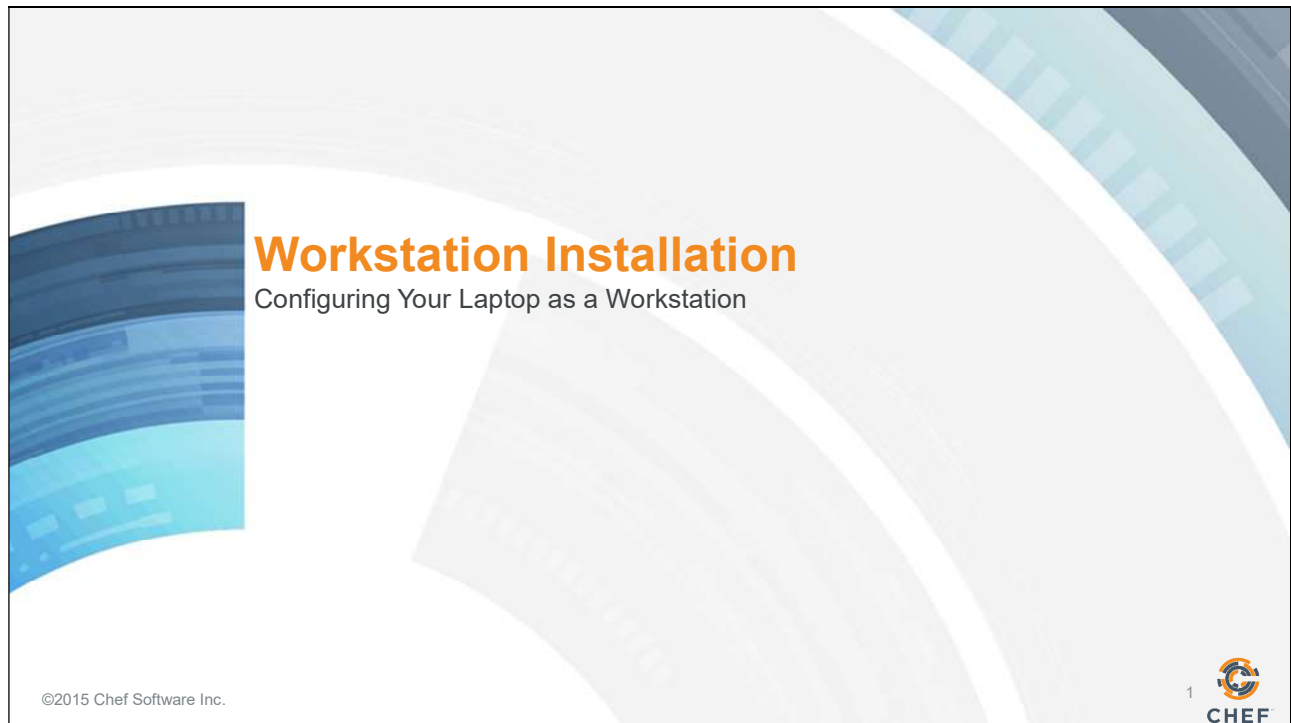 Workstation Installation
Configuring Your Laptop as a Workstation
©2015 Chef Software Inc.
1
CHEF